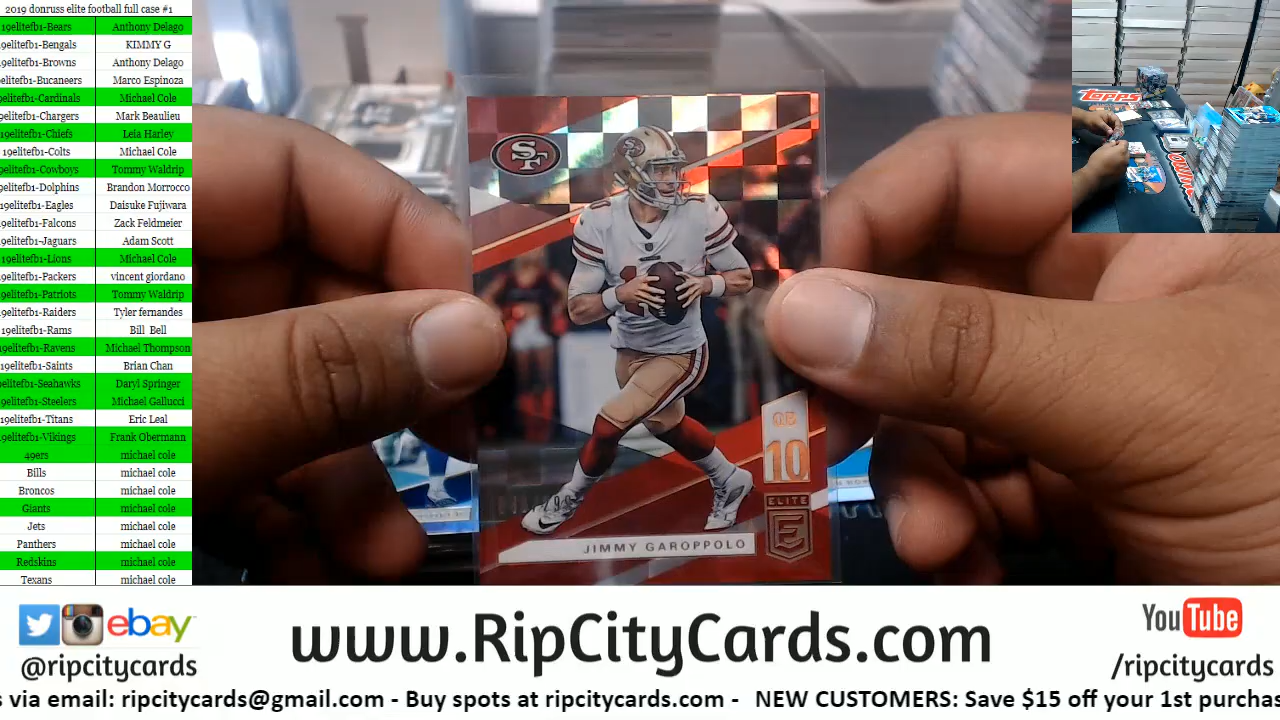 2019 donruss elite football full case #1
19elitefb1-Bears Anthony Delago
19elitefb1-Bengals KIMMY G
19elitefb1-Browns Anthony Delago
elitefb1-Bucaneers Marco Espinoza
elitefb1-Cardinals Michael Cole
9elitefb1-Chargers Mark Beaulieu
19elitefb1-Chiefs Leia Harley
19elitefb1-Colts Michael Cole
elitefb1-Cowboys Tommy Waldrip
9elitefb1-Dolphins Brandon Morrocco
19elitefb1-Eagles Daisuke Fujiwara
19elitefb1-Falcons Zack Feldmeier
19elitefb1-Jaguars Adam Scott
19elitefb1-Lions Michael Cole
9elitefb1-Packers vincent giordano
9elitefb1-Patriots Tommy Waldrip
19elitefb1-Raiders Tyler fernandes
19elitefb1-Rams Bill Bell
19elitefb1-Ravens Michael Thompson
19elitefb1-Saints Brian Chan
elitefb1-Seahawks Daryl Springer
9elitefb1-Steelers Michael Gallucci
19elitefb1-Titans Eric Leal
19elitefb1-Vikings Frank Obermann
49ers michael cole
Bills michael cole
Broncos michael cole
Giants michael cole
Jets michael cole
Panthers michael cole
Redskins michael cole
Texans michael cole
SF
10
QB
10
ELITE
E
JIMMY GAROPPOLO
TOPPS
ebay
@ripcitycards
www.RipCityCards.com
YouTube
/ripcitycards
s via email: ripcitycards@gmail.com - Buy spots at ripcitycards.com - NEW CUSTOMERS: Save $15 off your 1st purchas